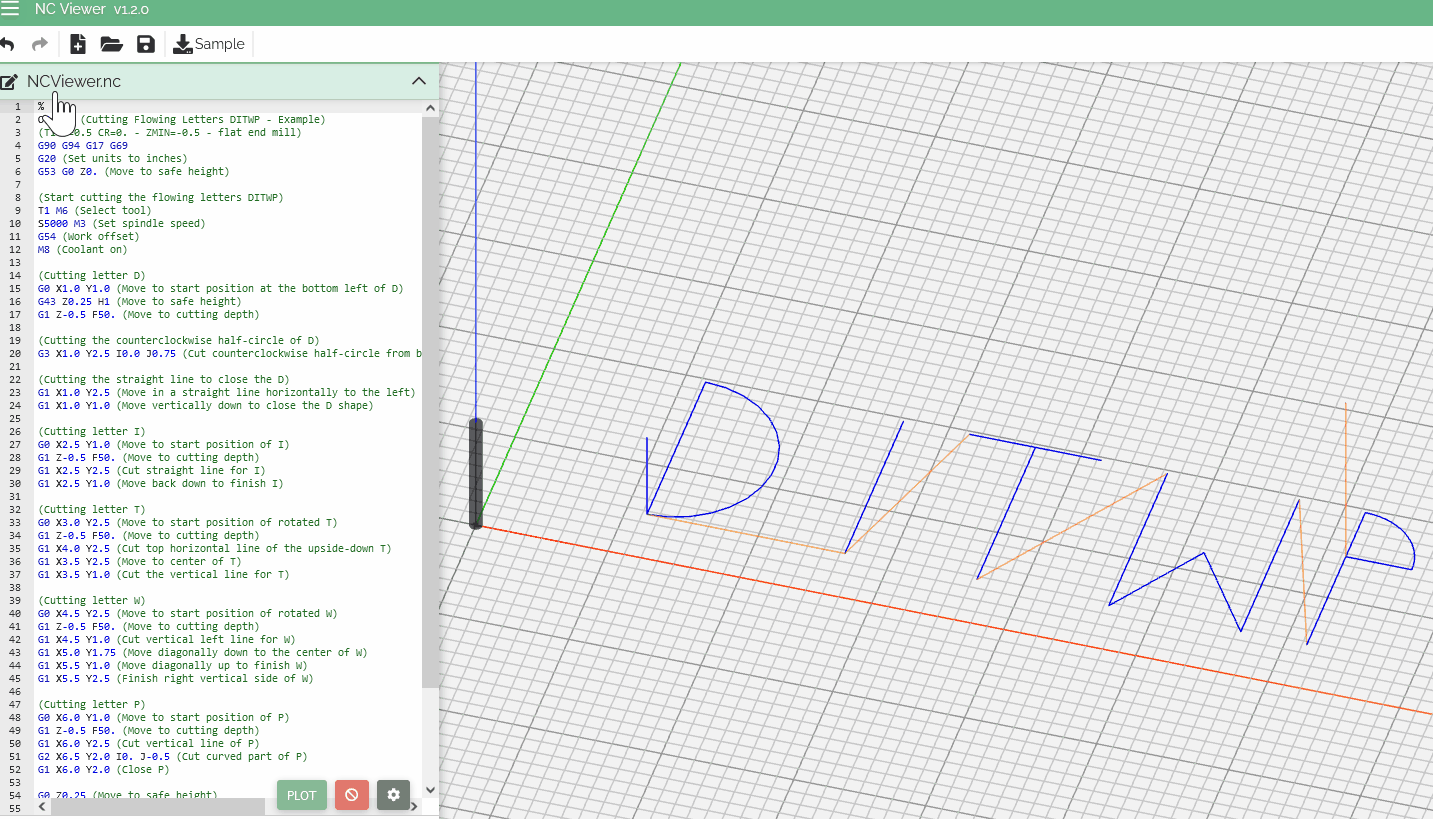 NC Viewer v1.2.0
Sample
NCViewer.nc
1 %
2 (Cutting Flowing Letters DITWP - Example)
3 CR=0. - ZMIN=-0.5 - flat end mill)
4 G90 G94 G17 G69
5 G20 (Set units to inches)
6 G53 G0 Z0. (Move to safe height)
7
8 (Start cutting the flowing letters DITWP)
9 T1 M6 (Select tool)
10 S5000 M3 (Set spindle speed)
11 G54 (Work offset)
12 M8 (Coolant on)
13
14 (Cutting letter D)
15 G0 X1.0 Y1.0 (Move to start position at the bottom left of D)
16 G43 Z0.25 H1 (Move to safe height)
17 G1 Z-0.5 F50. (Move to cutting depth)
18
19 (Cutting the counterclockwise half-circle of D)
20 G3 X1.0 Y2.5 I0.0 J0.75 (Cut counterclockwise half-circle from b
21
22 (Cutting the straight line to close the D)
23 G1 X1.0 Y2.5 (Move in a straight line horizontally to the left)
24 G1 X1.0 Y1.0 (Move vertically down to close the D shape)
25
26 (Cutting letter I)
27 G0 X2.5 Y1.0 (Move to start position of I)
28 G1 Z-0.5 F50. (Move to cutting depth)
29 G1 X2.5 Y2.5 (Cut straight line for I)
30 G1 X2.5 Y1.0 (Move back down to finish I)
31
32 (Cutting letter T)
33 G0 X3.0 Y2.5 (Move to start position of rotated T)
34 G1 Z-0.5 F50. (Move to cutting depth)
35 G1 X4.0 Y2.5 (Cut top horizontal line of the upside-down T)
36 G1 X3.5 Y2.5 (Move to center of T)
37 G1 X3.5 Y1.0 (Cut the vertical line for T)
38
39 (Cutting letter W)
40 G0 X4.5 Y2.5 (Move to start position of rotated W)
41 G1 Z-0.5 F50. (Move to cutting depth)
42 G1 X4.5 Y1.0 (Cut vertical left line for W)
43 G1 X5.0 Y1.75 (Move diagonally down to the center of W)
44 G1 X5.5 Y1.0 (Move diagonally up to finish W)
45 G1 X5.5 Y2.5 (Finish right vertical side of W)
46
47 (Cutting letter P)
48 G0 X6.0 Y1.0 (Move to start position of P)
49 G1 Z-0.5 F50. (Move to cutting depth)
50 G1 X6.0 Y2.5 (Cut vertical line of P)
51 G2 X6.5 Y2.0 I0. J-0.5 (Cut curved part of P)
52 G1 X6.0 Y2.0 (Close P)
53
54 G0 Z0.25 (Move to safe height)
55
PLOT
D I T W P